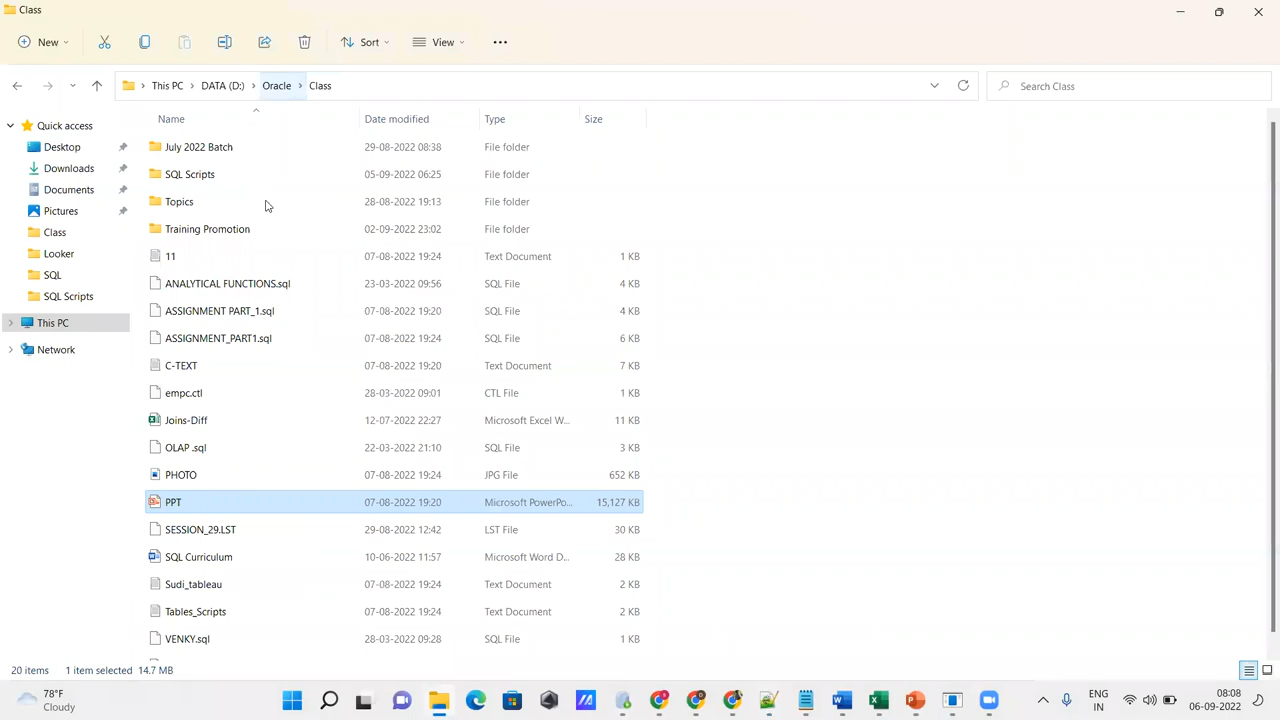 Class
New
Sort
View
This PC
DATA (D:)
Oracle
Class
Search Class
Name Date modified Type Size
Quick access
Desktop
Downloads
Documents
Pictures
Class
Looker
SQL
SQL Scripts
This PC
Network
July 2022 Batch 29-08-2022 08:38 File folder
SQL Scripts 05-09-2022 06:25 File folder
Topics 28-08-2022 19:13 File folder
Training Promotion 02-09-2022 23:02 File folder
11 07-08-2022 19:24 Text Document 1 KB
ANALYTICAL FUNCTIONS.sql 23-03-2022 09:56 SQL File 4 KB
ASSIGNMENT PART_1.sql 07-08-2022 19:20 SQL File 4 KB
ASSIGNMENT_PART1.sql 07-08-2022 19:24 SQL File 6 KB
C-TEXT 07-08-2022 19:20 Text Document 7 KB
empc.ctl 28-03-2022 09:01 CTL File 1 KB
Joins-Diff 12-07-2022 22:27 Microsoft Excel W... 11 KB
OLAP .sql 22-03-2022 21:10 SQL File 3 KB
PHOTO 07-08-2022 19:24 JPG File 652 KB
PPT 07-08-2022 19:20 Microsoft PowerPo... 15,127 KB
SESSION_29.LST 29-08-2022 12:42 LST File 30 KB
SQL Curriculum 10-06-2022 11:57 Microsoft Word D... 28 KB
Sudi_tableau 07-08-2022 19:24 Text Document 2 KB
Tables_Scripts 07-08-2022 19:24 Text Document 2 KB
VENKY.sql 28-03-2022 09:28 SQL File 1 KB
20 items 1 item selected 14.7 MB
78°F
Cloudy
ENG
IN
08:08
06-09-2022